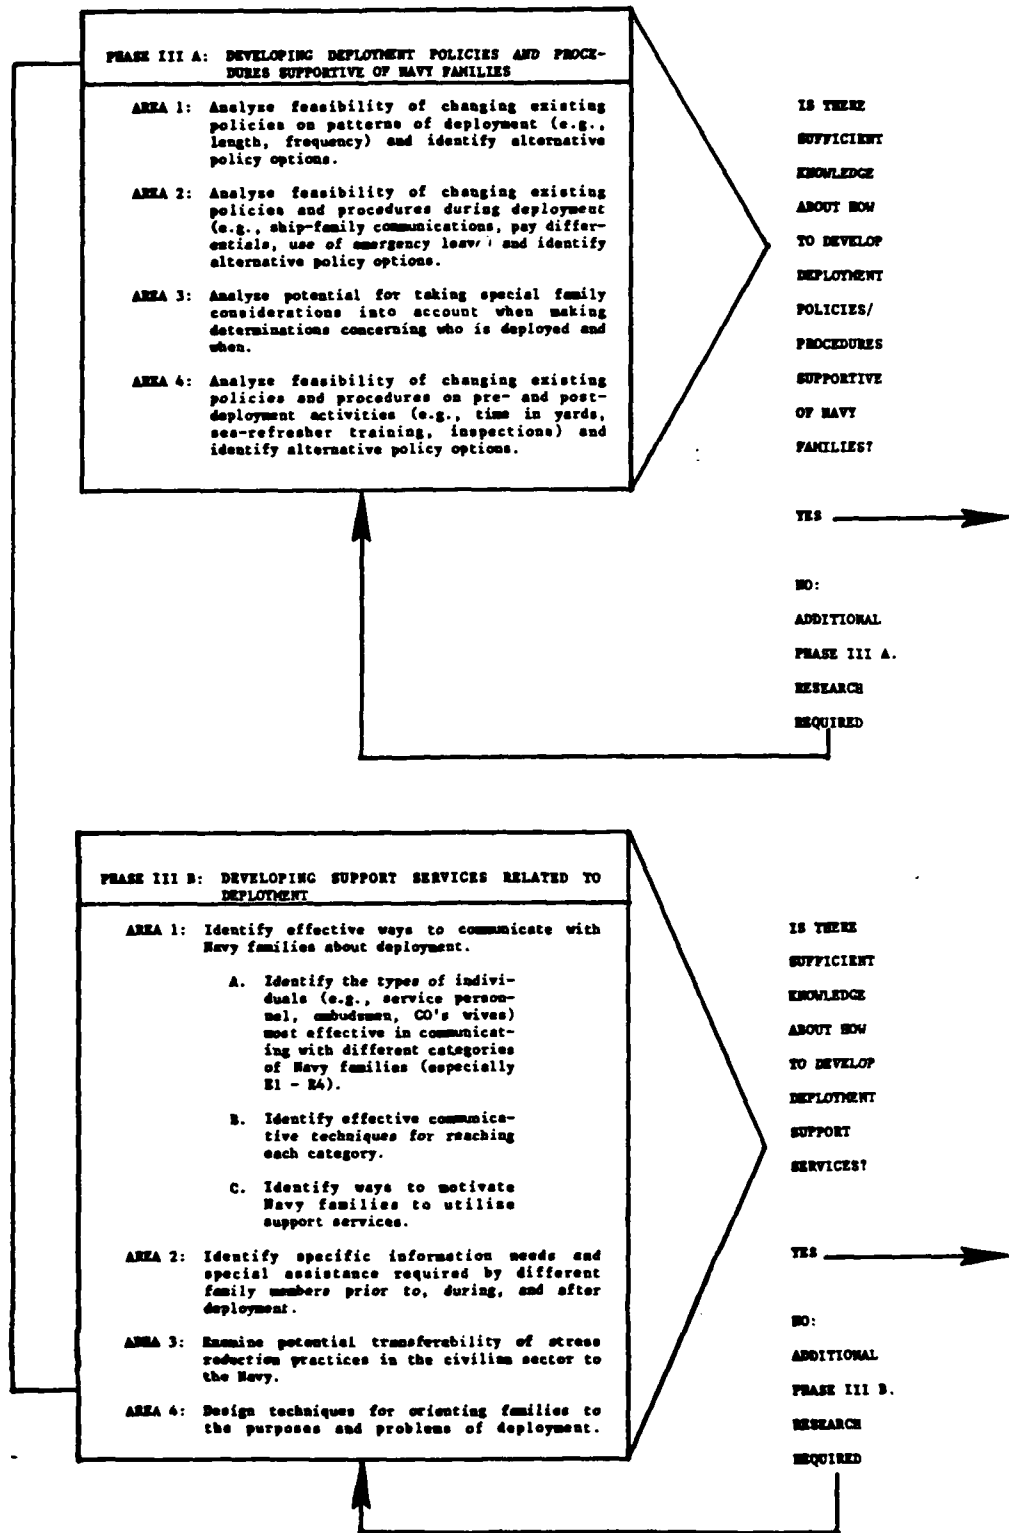 PHASE III A: DEVELOPING DEPLOYMENT POLICIES AND PROCE-
DURES SUPPORTIVE OF NAVY FAMILIES
AREA 1: Analyze feasibility of changing existing
policies on patterns of deployment (e.g.,
length, frequency) and identify alternative
policy options.
AREA 2: Analyze feasibility of changing existing
policies and procedures during deployment
(e.g., ship-family communications, pay differ-
entials, use of emergency leave) and identify
alternative policy options.
AREA 3: Analyze potential for taking special family
considerations into account when making
determinations concerning who is deployed and
when.
AREA 4: Analyze feasibility of changing existing
policies and procedures on pre- and post-
deployment activities (e.g., time in yards,
sea-refresher training, inspections) and
identify alternative policy options.
IS THERE
SUFFICIENT
KNOWLEDGE
ABOUT HOW
TO DEVELOP
DEPLOYMENT
POLICIES/
PROCEDURES
SUPPORTIVE
OF NAVY
FAMILIES?
YES
NO:
ADDITIONAL
PHASE III A.
RESEARCH
REQUIRED
PHASE III B: DEVELOPING SUPPORT SERVICES RELATED TO
DEPLOYMENT
AREA 1: Identify effective ways to communicate with
Navy families about deployment.
A. Identify the types of indivi-
duals (e.g., service person-
nel, ombudsmen, CO's wives)
most effective in communicat-
ing with different categories
of Navy families (especially
E1 - E4).
B. Identify effective communica-
tive techniques for reaching
each category.
C. Identify ways to motivate
Navy families to utilize
support services.
AREA 2: Identify specific information needs and
special assistance required by different
family members prior to, during, and after
deployment.
AREA 3: Examine potential transferability of stress
reduction practices in the civilian sector to
the Navy.
AREA 4: Design techniques for orienting families to
the purposes and problems of deployment.
IS THERE
SUFFICIENT
KNOWLEDGE
ABOUT HOW
TO DEVELOP
DEPLOYMENT
SUPPORT
SERVICES?
YES
NO:
ADDITIONAL
PHASE III B.
RESEARCH
REQUIRED